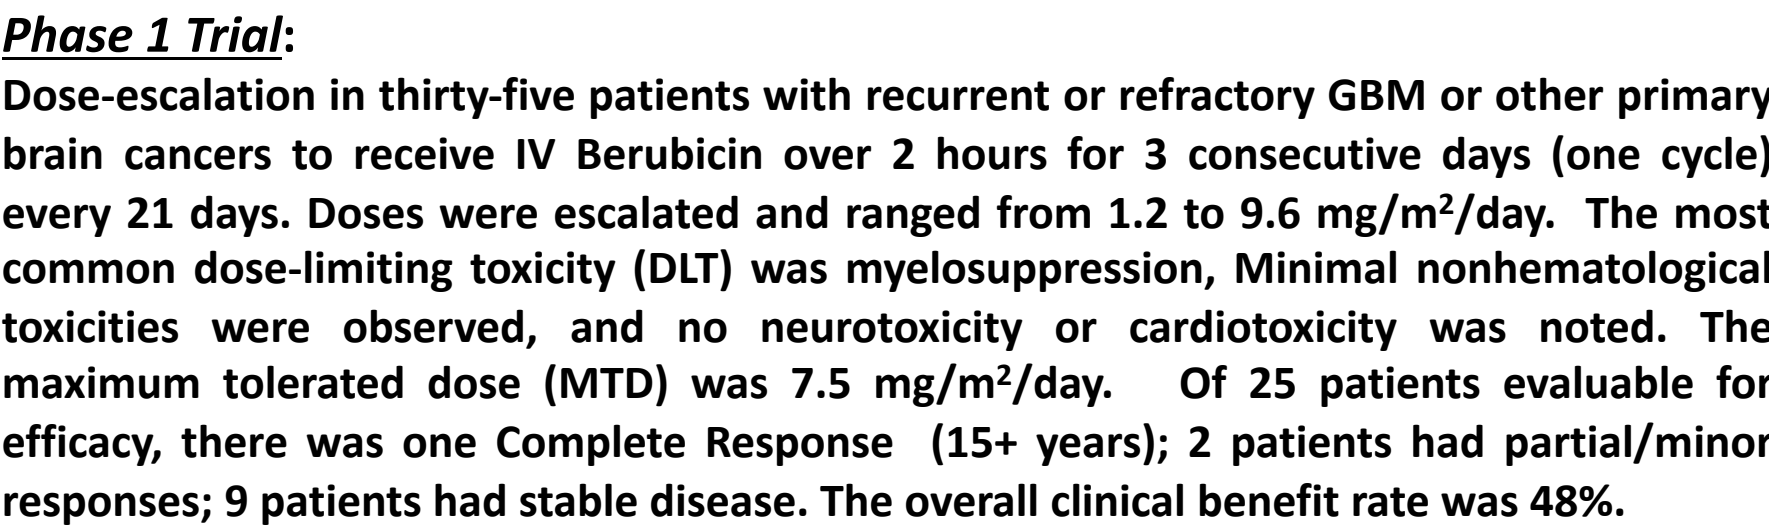 Phase 1 Trial:
Dose-escalation in thirty-five patients with recurrent or refractory GBM or other primary
brain cancers to receive IV Berubicin over 2 hours for 3 consecutive days (one cycle)
every 21 days. Doses were escalated and ranged from 1.2 to 9.6 mg/m²/day. The most
common dose-limiting toxicity (DLT) was myelosuppression, Minimal nonhematological
toxicities were observed, and no neurotoxicity or cardiotoxicity was noted. The
maximum tolerated dose (MTD) was 7.5 mg/m²/day. Of 25 patients evaluable for
efficacy, there was one Complete Response (15+ years); 2 patients had partial/minor
responses; 9 patients had stable disease. The overall clinical benefit rate was 48%.